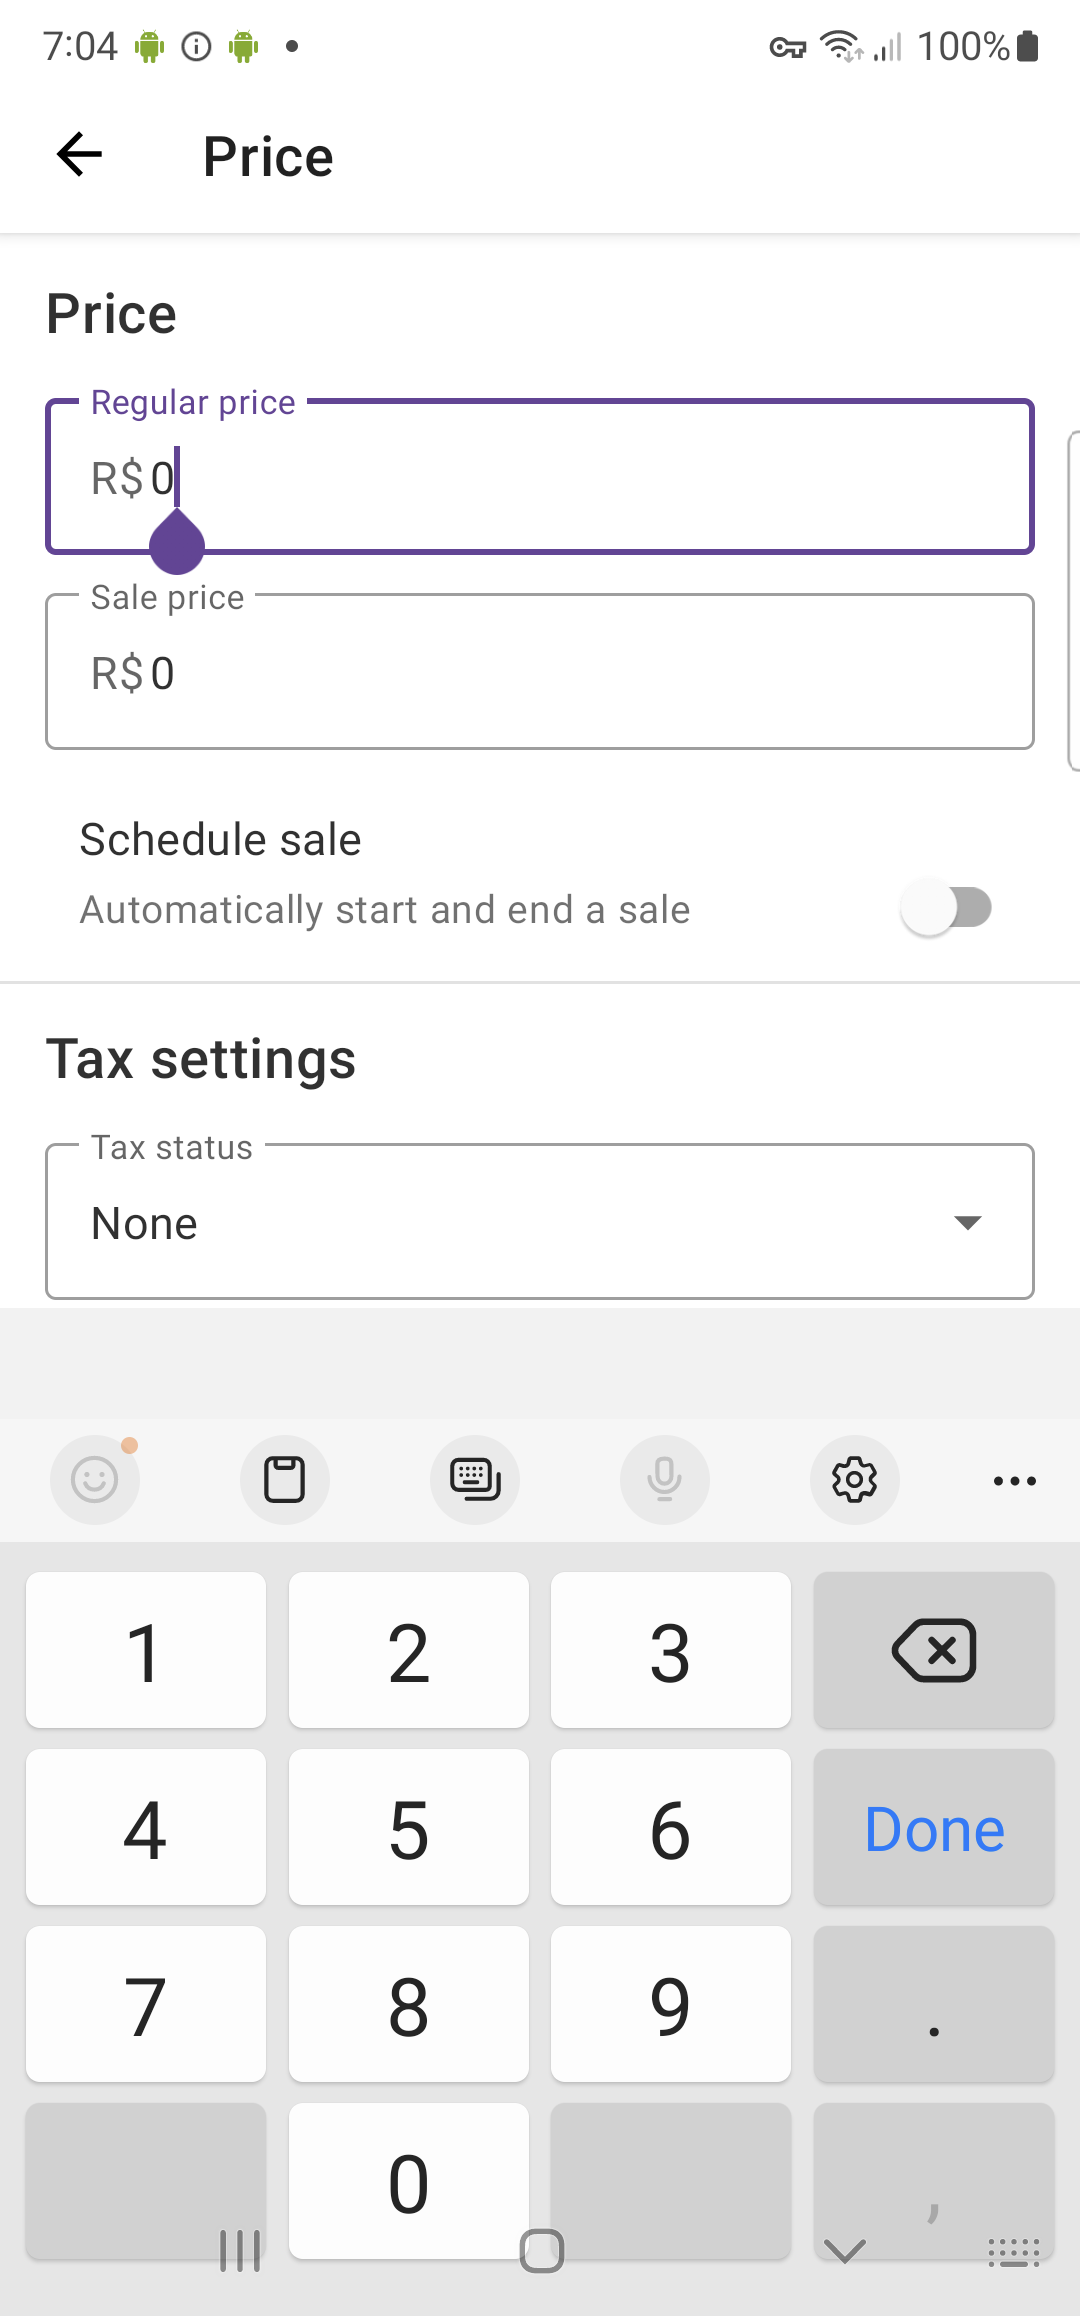 7:04
100%
Price
Price
Regular price
R$ 0
Sale price
R$ 0
Schedule sale
Automatically start and end a sale
Tax settings
Tax status
None
1 2 3
4 5 6 Done
7 8 9 .
0 ,